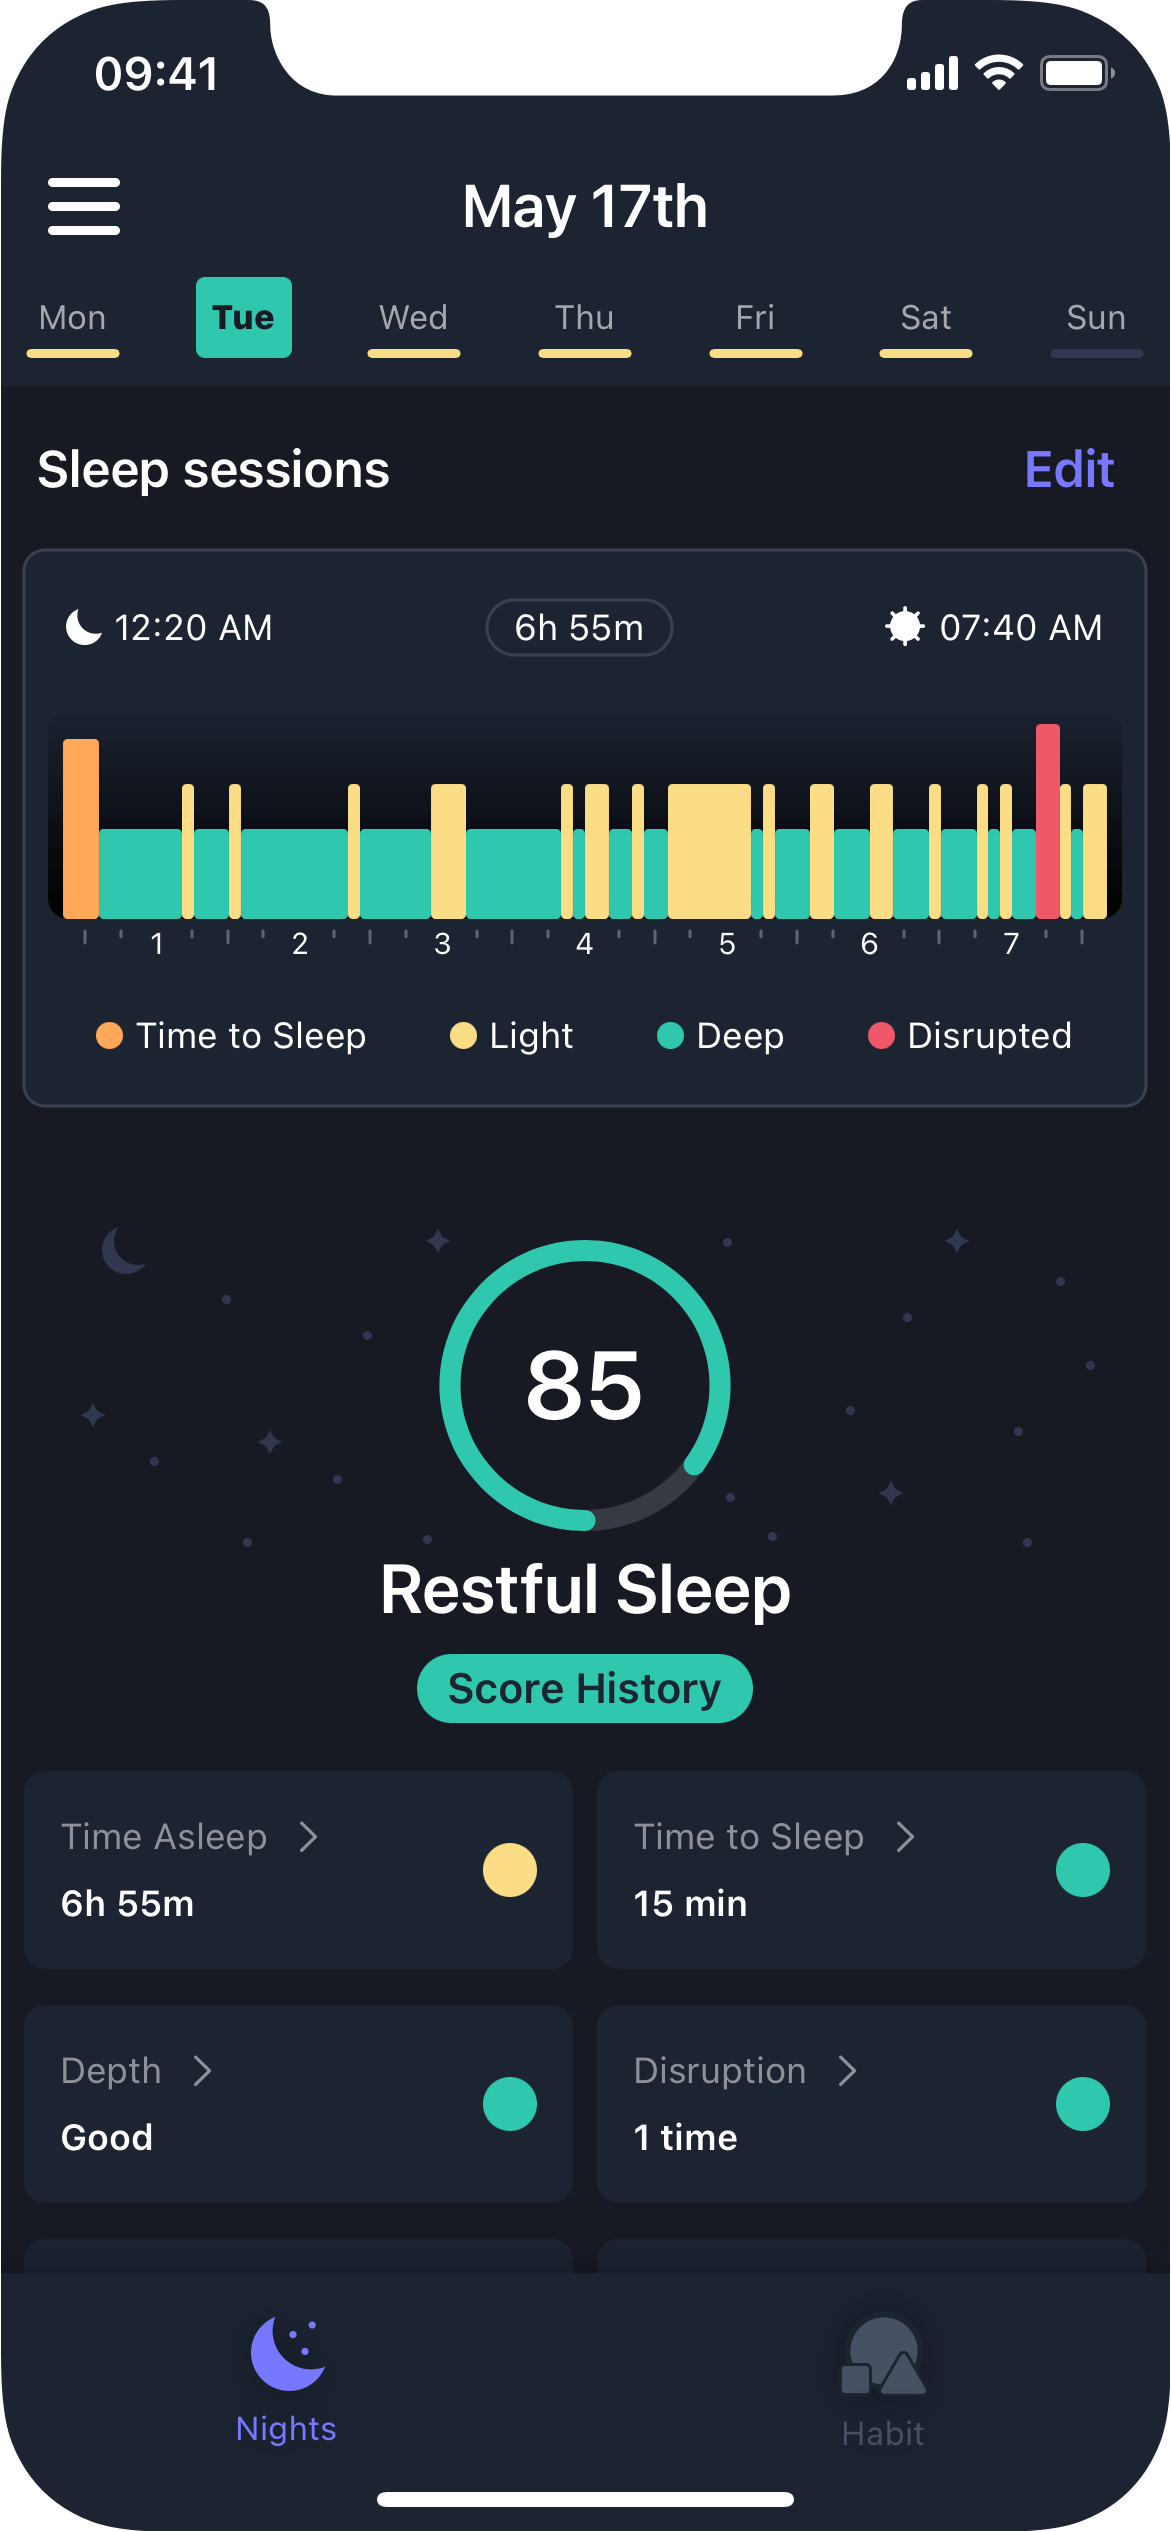 09:41
May 17th
Mon Tue Wed Thu Fri Sat Sun
Sleep sessions Edit
12:20 AM 6h 55m 07:40 AM
1 2 3 4 5 6 7
Time to Sleep Light Deep Disrupted
85
Restful Sleep
Score History
Time Asleep Time to Sleep
6h 55m 15 min
Depth Disruption
Good 1 time
Nights Habit